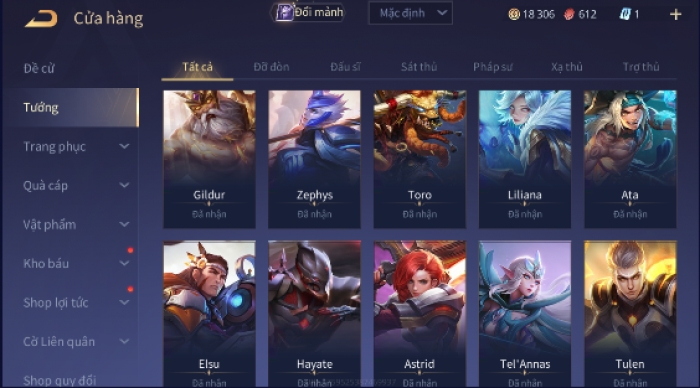 Cửa hàng
Đổi mảnh
Mặc định
18 306
612
1
Đề cử
Tất cả
Đỡ đòn
Đấu sĩ
Sát thủ
Pháp sư
Xạ thủ
Trợ thủ
Tướng
Trang phục
Quà cáp
Vật phẩm
Kho báu
Shop lợi tức
Cờ Liên quân
Shop quy đổi
Gildur
Đã nhận
Zephys
Đã nhận
Toro
Đã nhận
Liliana
Đã nhận
Ata
Đã nhận
Elsu
Đã nhận
Hayate
Đã nhận
Astrid
Đã nhận
Tel'Annas
Đã nhận
Tulen
Đã nhận